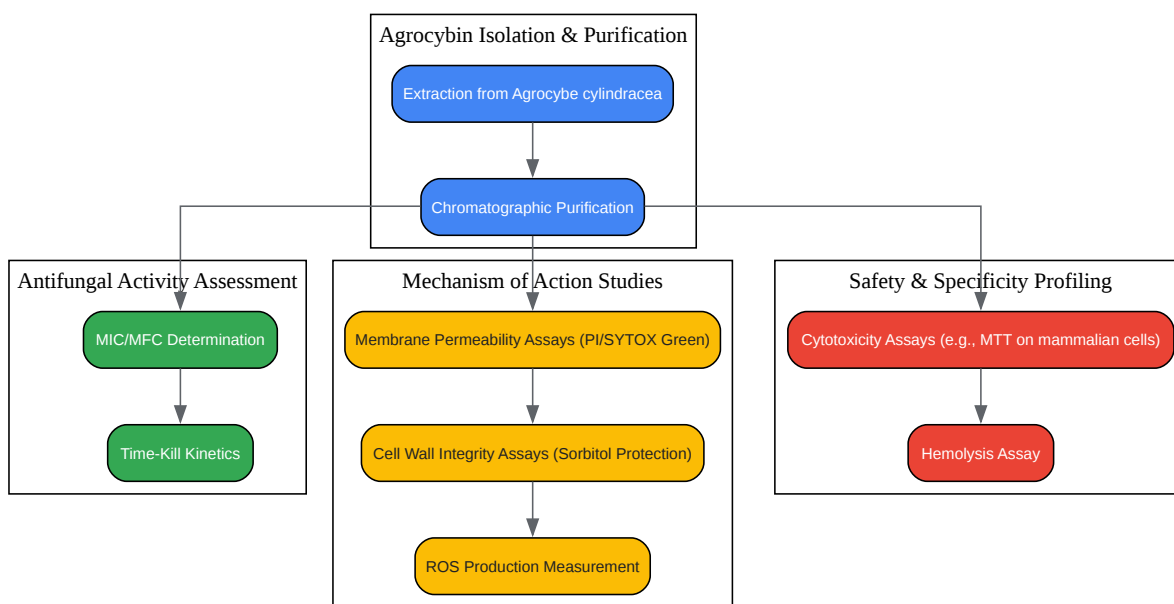 Agrocybin Isolation & Purification
Extraction from Agrocybe cylindracea
Chromatographic Purification
Antifungal Activity Assessment
MIC/MFC Determination
Time-Kill Kinetics
Mechanism of Action Studies
Membrane Permeability Assays (PI/SYTOX Green)
Cell Wall Integrity Assays (Sorbitol Protection)
ROS Production Measurement
Safety & Specificity Profiling
Cytotoxicity Assays (e.g., MTT on mammalian cells)
Hemolysis Assay